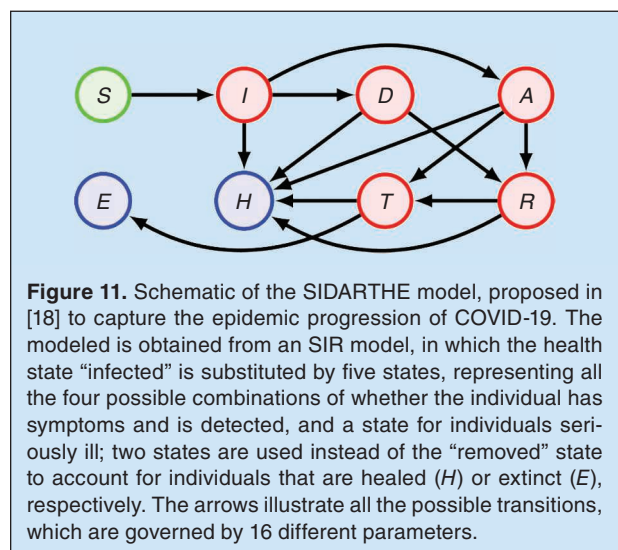 S I D A
E H T R
Figure 11. Schematic of the SIDARTHE model, proposed in
[18] to capture the epidemic progression of COVID-19. The
modeled is obtained from an SIR model, in which the health
state “infected” is substituted by five states, representing all
the four possible combinations of whether the individual has
symptoms and is detected, and a state for individuals seri-
ously ill; two states are used instead of the “removed” state
to account for individuals that are healed (H) or extinct (E),
respectively. The arrows illustrate all the possible transitions,
which are governed by 16 different parameters.